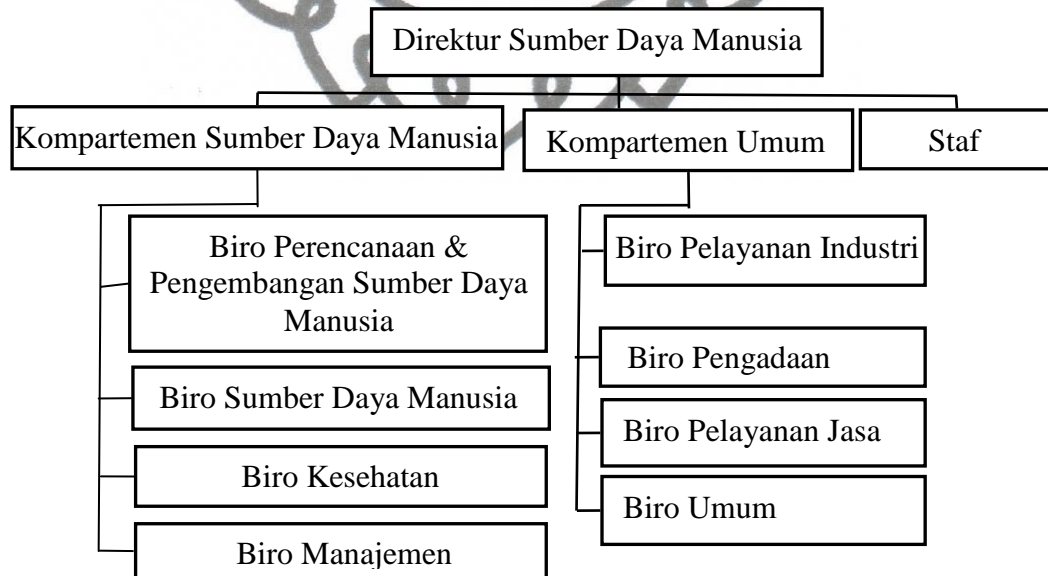 Direktur Sumber Daya Manusia
Kompartemen Sumber Daya Manusia
Kompartemen Umum
Staf
Biro Perencanaan &
Pengembangan Sumber Daya
Manusia
Biro Sumber Daya Manusia
Biro Kesehatan
Biro Manajemen
Biro Pelayanan Industri
Biro Pengadaan
Biro Pelayanan Jasa
Biro Umum